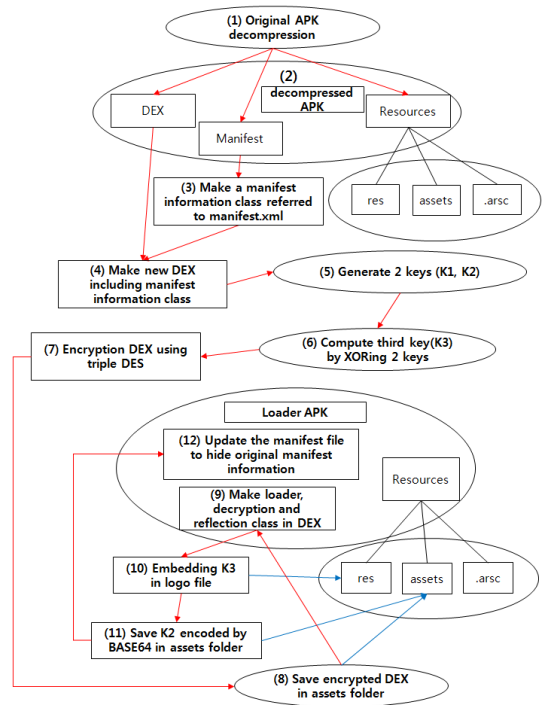 (1) Original APK
decompression
(2)
decompressed
APK
DEX
Manifest
Resources
(3) Make a manifest
information class referred
to manifest.xml
res
assets
.arsc
(4) Make new DEX
including manifest
information class
(5) Generate 2 keys (K1, K2)
(6) Compute third key(K3)
by XORing 2 keys
(7) Encryption DEX using
triple DES
Loader APK
(12) Update the manifest file
to hide original manifest
information
Resources
(9) Make loader,
decryption and
reflection class in DEX
(10) Embedding K3
in logo file
res
assets
.arsc
(11) Save K2 encoded by
BASE64 in assets folder
(8) Save encrypted DEX
in assets folder